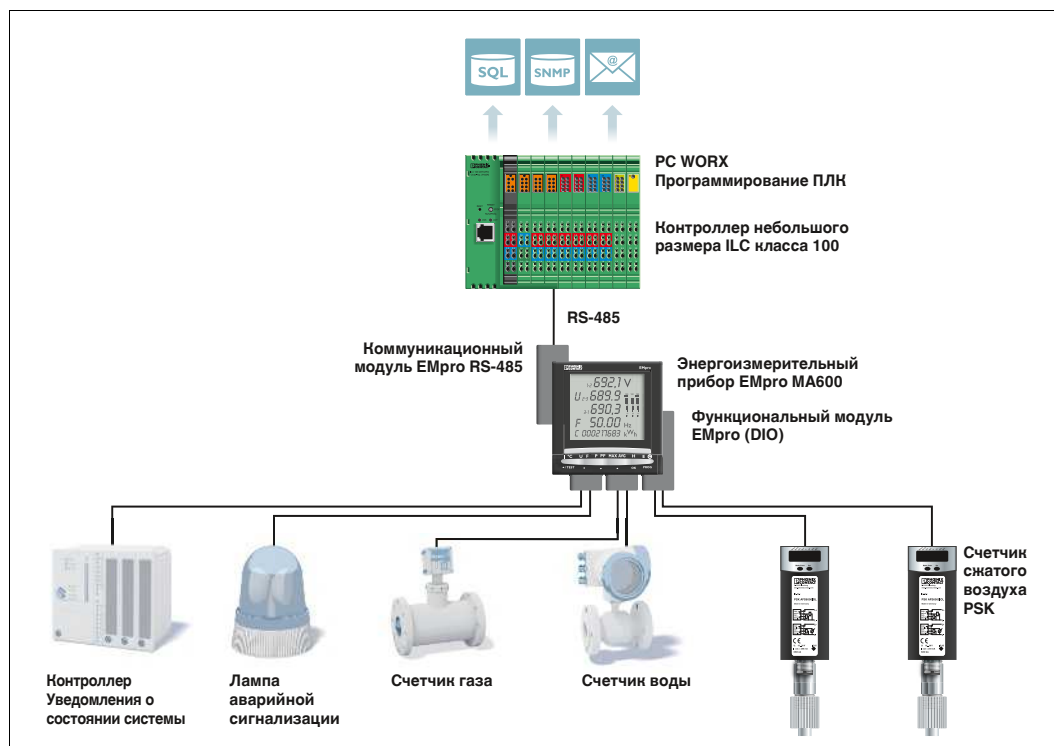 SQL
SNMP
@
PC WORX
Программирование ПЛК
Контроллер небольшого
размера ILC класса 100
RS-485
Коммуникационный
модуль EMpro RS-485
Энергоизмерительный
прибор EMpro MA600
Функциональный модуль
EMpro (DIO)
EMpro
692,1 V
U 689.9
690.3
F 50.00 Hz
C 000217683 kWh
Счетчик
сжатого
воздуха
PSK
Контроллер
Уведомления о
состоянии системы
Лампа
аварийной
сигнализации
Счетчик газа
Счетчик воды